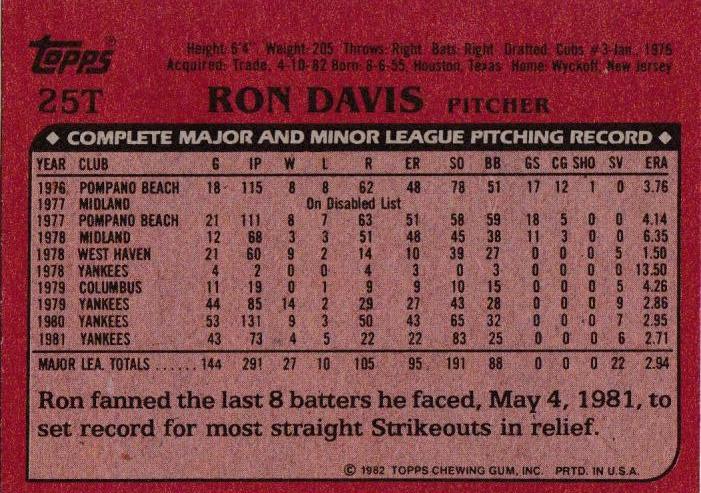 Topps® Height: 6'4" Weight: 205 Throws: Right Bats: Right Drafted: Cubs #3-Jan., 1976
Acquired: Trade, 4-10-82 Born: 8-6-55, Houston, Texas Home: Wyckoff, New Jersey
25T RON DAVIS PITCHER
◆ COMPLETE MAJOR AND MINOR LEAGUE PITCHING RECORD ◆
YEAR CLUB G IP W L R ER SO BB GS CG SHO SV ERA
1976 POMPANO BEACH 18 115 8 8 62 48 78 51 17 12 1 0 3.76
1977 MIDLAND On Disabled List
1977 POMPANO BEACH 21 111 8 7 63 51 58 59 18 5 0 0 4.14
1978 MIDLAND 12 68 3 3 51 48 45 38 11 3 0 0 6.35
1978 WEST HAVEN 21 60 9 2 14 10 39 27 0 0 0 5 1.50
1978 YANKEES 4 2 0 0 4 3 0 3 0 0 0 0 13.50
1979 COLUMBUS 11 19 0 1 9 9 10 15 0 0 0 5 4.26
1979 YANKEES 44 85 14 2 29 27 43 28 0 0 0 9 2.86
1980 YANKEES 53 131 9 3 50 43 65 32 0 0 0 7 2.95
1981 YANKEES 43 73 4 5 22 22 83 25 0 0 0 6 2.71
MAJOR LEA. TOTALS ...... 144 291 27 10 105 95 191 88 0 0 0 22 2.94
Ron fanned the last 8 batters he faced, May 4, 1981, to
set record for most straight Strikeouts in relief.
© 1982 TOPPS CHEWING GUM, INC. PRTD. IN U.S.A.